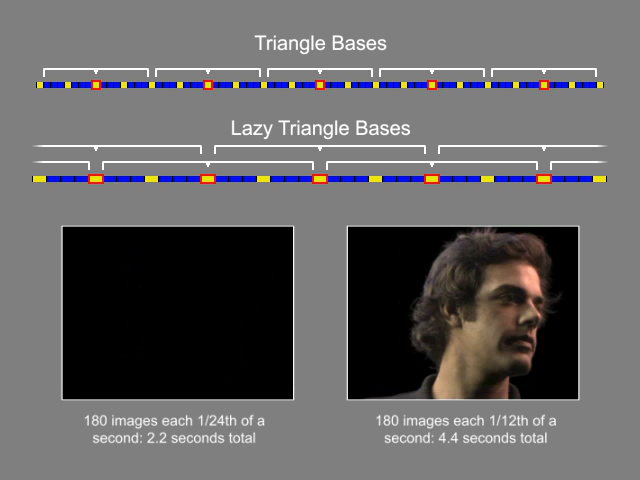 Triangle Bases
Lazy Triangle Bases
180 images each 1/24th of a
second: 2.2 seconds total
180 images each 1/12th of a
second: 4.4 seconds total